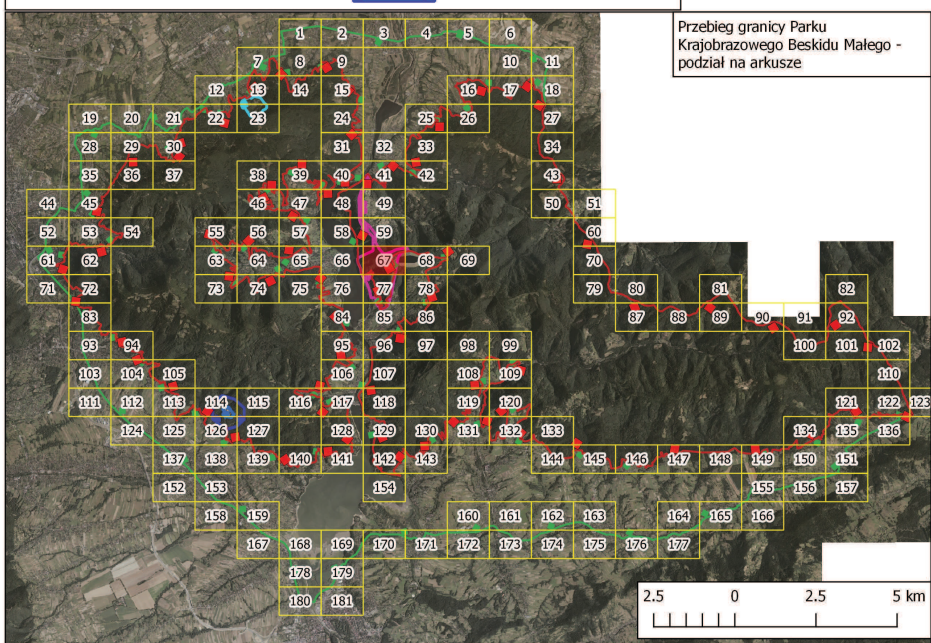 Przebieg granicy Parku
Krajobrazowego Beskidu Małego -
podział na arkusze
1 2 3 4 5 6
7 8 9 10 11
12 13 14 15 16 17 18
19 20 21 22 23 24 25 26 27
28 29 30 31 32 33 34
35 36 37 38 39 40 41 42 43
44 45 46 47 48 49 50 51
52 53 54 55 56 57 58 59 60
61 62 63 64 65 66 67 68 69 70
71 72 73 74 75 76 77 78 79 80 81 82
83 84 85 86 87 88 89 90 91 92
93 94 95 96 97 98 99 100 101 102
103 104 105 106 107 108 109 110
111 112 113 114 115 116 117 118 119 120 121 122 123
124 125 126 127 128 129 130 131 132 133 134 135 136
137 138 139 140 141 142 143 144 145 146 147 148 149 150 151
152 153 154 155 156 157
158 159 160 161 162 163 164 165 166
167 168 169 170 171 172 173 174 175 176 177
178 179
180 181
2.5 0 2.5 5 km